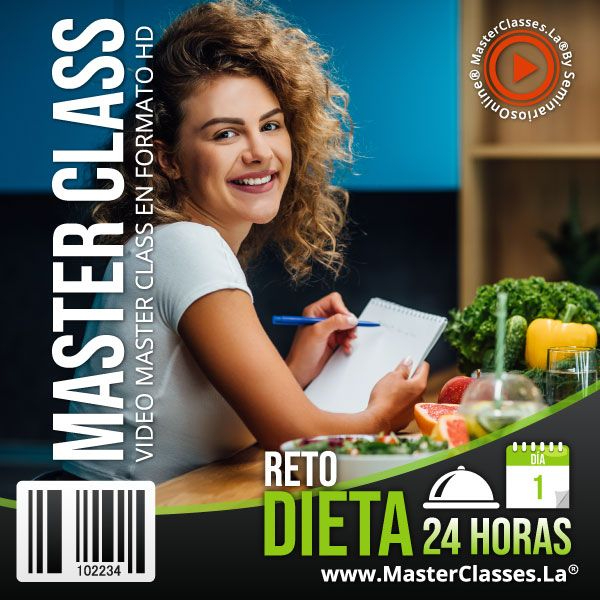 MasterClasses.La® By SeminariosOnline®
MASTER CLASS
VIDEO MASTER CLASS EN FORMATO HD
RETO
DIETA
24 HORAS
DÍA
1
102234
www.MasterClasses.La®